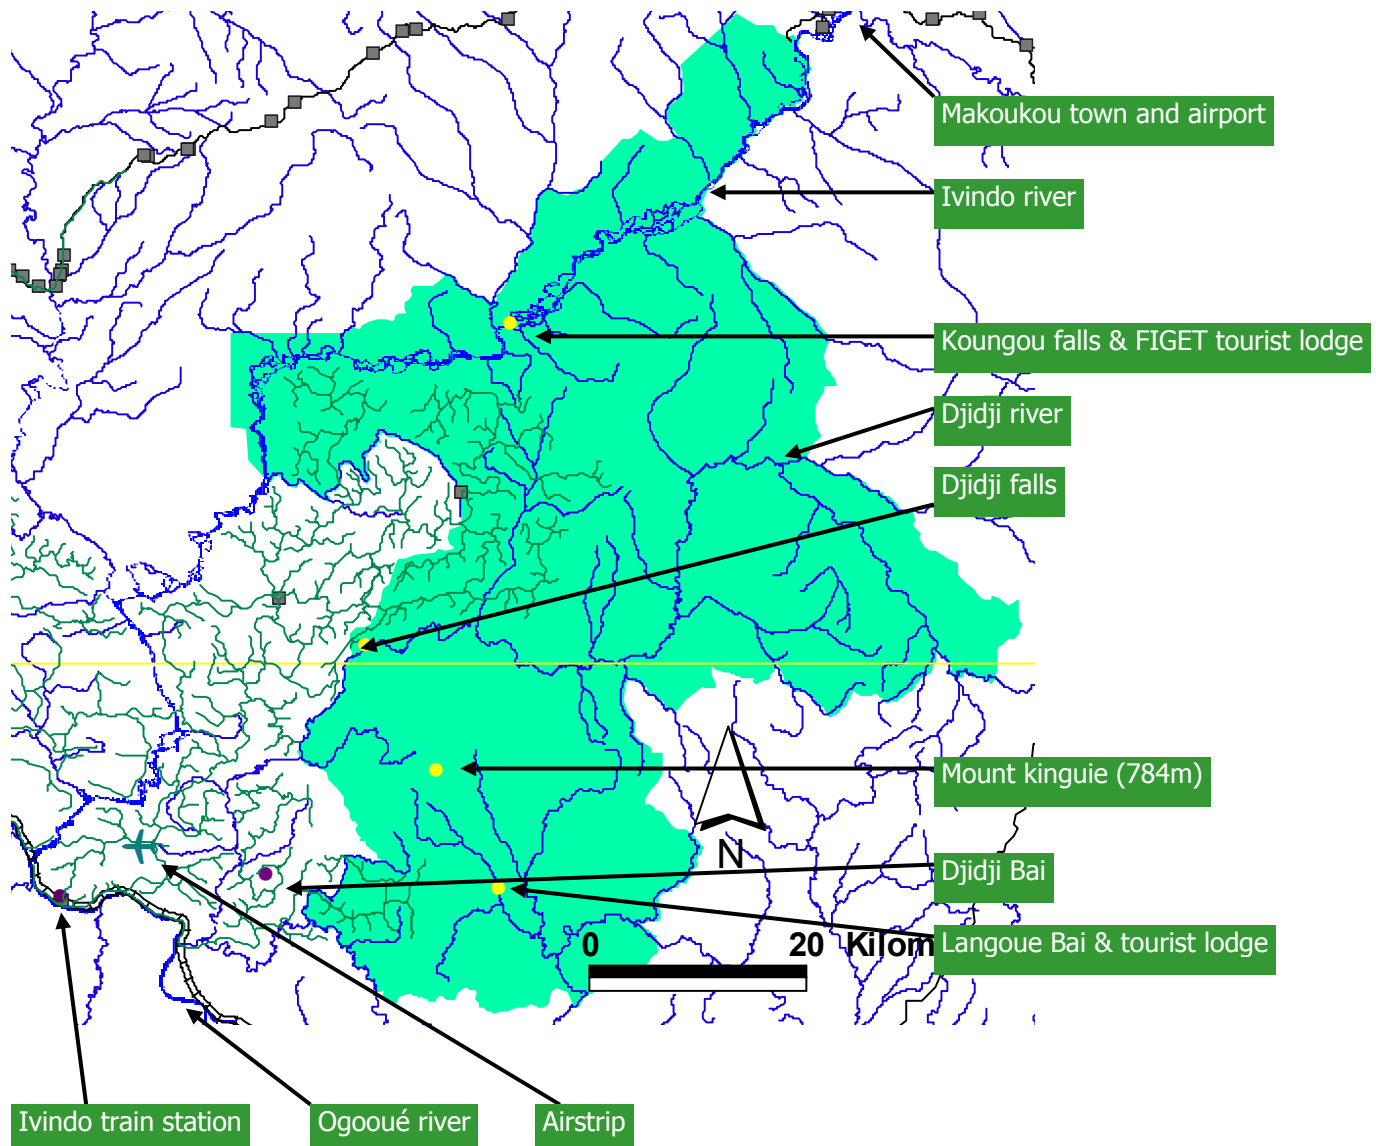 Makoukou town and airport
Ivindo river
Koungou falls & FIGET tourist lodge
Djidji river
Djidji falls
Mount kinguie (784m)
N
Djidji Bai
Langoue Bai & tourist lodge
0 20 Kilom
Ivindo train station
Ogooué river
Airstrip